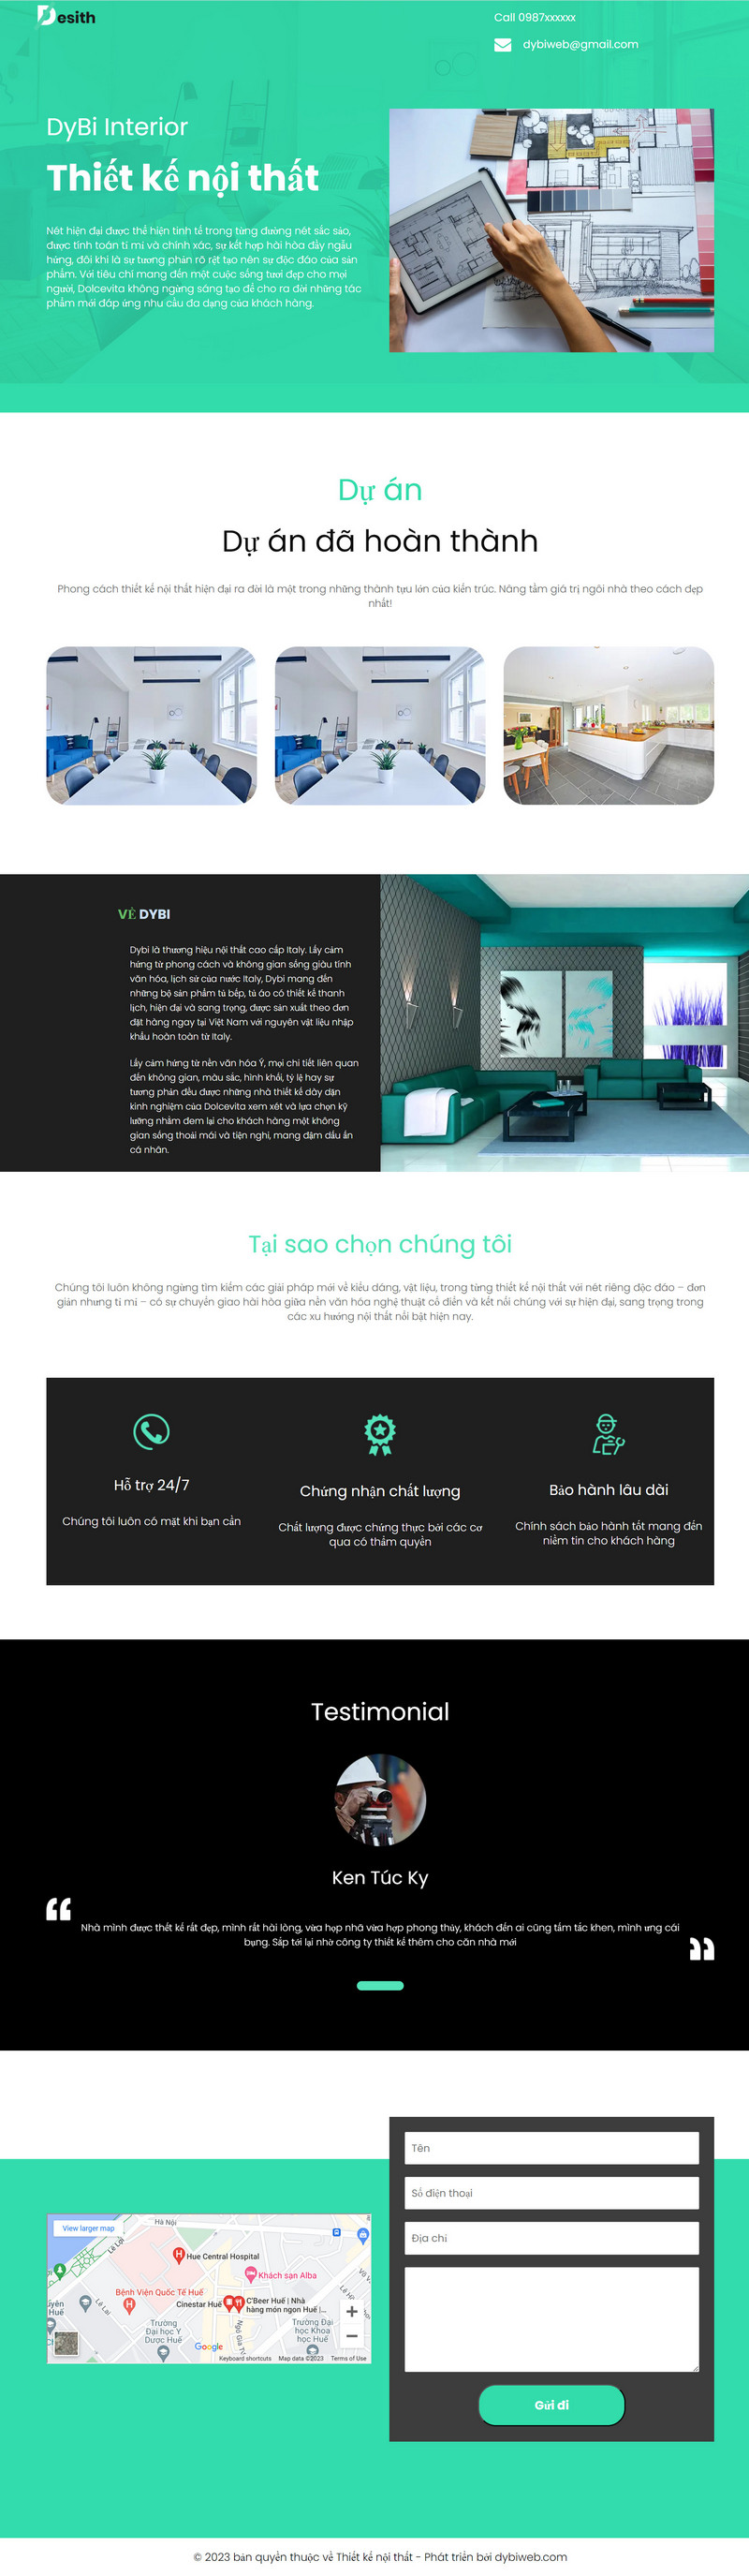 Desith
Call 0987xxxxxx
dybiweb@gmail.com
DyBi Interior
Thiết kế nội thất
Nét hiện đại được thể hiện tinh tế trong từng đường nét sắc sảo,
được tính toán tỉ mỉ và chính xác, sự kết hợp hài hòa đầy ngẫu
hứng, đôi khi là sự tương phản rõ rệt tạo nên sự độc đáo của sản
phẩm. Với tiêu chí mang đến một cuộc sống tươi đẹp cho mọi
người, Dolcevita không ngừng sáng tạo để cho ra đời những tác
phẩm mới đáp ứng nhu cầu đa dạng của khách hàng.
Dự án
Dự án đã hoàn thành
Phong cách thiết kế nội thất hiện đại ra đời là một trong những thành tựu lớn của kiến trúc. Nâng tầm giá trị ngôi nhà theo cách đẹp
nhất!
VỀ DYBI
Dybi là thương hiệu nội thất cao cấp Italy. Lấy cảm
hứng từ phong cách và không gian sống giàu tính
văn hóa, lịch sử của nước Italy, Dybi mang đến
những bộ sản phẩm tủ bếp, tủ áo có thiết kế thanh
lịch, hiện đại và sang trọng, được sản xuất theo đơn
đặt hàng ngay tại Việt Nam với nguyên vật liệu nhập
khẩu hoàn toàn từ Italy.
Lấy cảm hứng từ nền văn hóa Ý, mọi chi tiết liên quan
đến không gian, màu sắc, hình khối, tỷ lệ hay sự
tương phản đều được những nhà thiết kế dày dặn
kinh nghiệm của Dolcevita xem xét và lựa chọn kỹ
lưỡng nhằm đem lại cho khách hàng một không
gian sống thoải mái và tiện nghi, mang đậm dấu ấn
cá nhân.
Tại sao chọn chúng tôi
Chúng tôi luôn không ngừng tìm kiếm các giải pháp mới về kiểu dáng, vật liệu, trong từng thiết kế nội thất với nét riêng độc đáo – đơn
giản nhưng tỉ mỉ – có sự chuyển giao hài hòa giữa nền văn hóa nghệ thuật cổ điển và kết nối chúng với sự hiện đại, sang trọng trong
các xu hướng nội thất nổi bật hiện nay.
Hỗ trợ 24/7
Chúng tôi luôn có mặt khi bạn cần
Chứng nhận chất lượng
Chất lượng được chứng thực bởi các cơ
qua có thẩm quyền
Bảo hành lâu dài
Chính sách bảo hành tốt mang đến
niềm tin cho khách hàng
Testimonial
Ken Túc Ky
Nhà mình được thết kế rất đẹp, mình rất hài lòng, vừa họp nhã vừa hợp phong thủy, khách đến ai cũng tấm tắc khen, mình ưng cái
bụng. Sắp tới lại nhờ công ty thiết kế thêm cho căn nhà mới
Tên
Số điện thoại
Địa chỉ
Gửi đi
View larger map
Hà Nội
Lê Lợi
Hue Central Hospital
Khách sạn Alba
Bệnh Viện Quốc Tế Huế
Lê Lai
Cinestar Huế
C'Beer Huế | Nhà
hàng món ngon Huế |...
Trường
Đại học Y
Dược Huế
Trường Đại
học Khoa
học Huế
Google
Keyboard shortcuts
Map data ©2023
Terms of Use
© 2023 bản quyền thuộc về Thiết kế nội thất - Phát triển bởi dybiweb.com